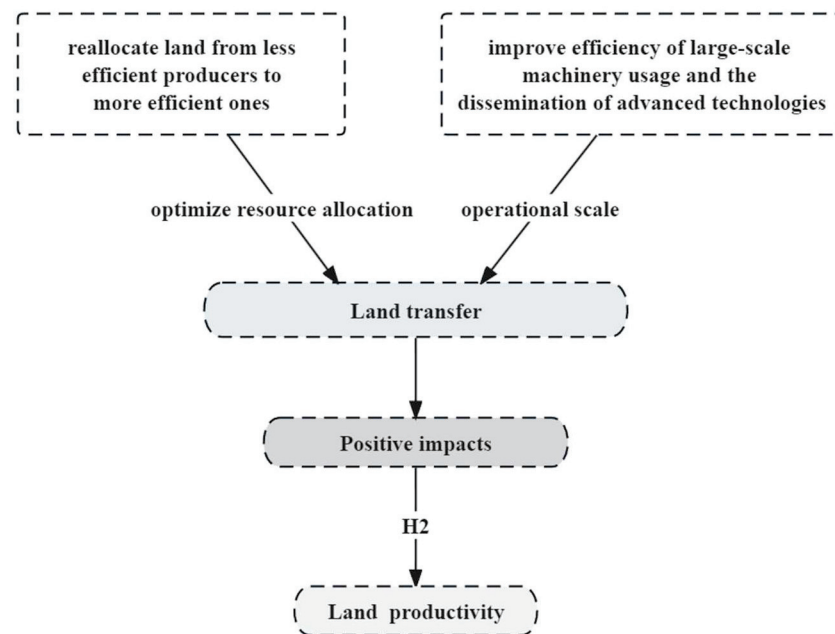 reallocate land from less
efficient producers to
more efficient ones
improve efficiency of large-scale
machinery usage and the
dissemination of advanced technologies
optimize resource allocation
operational scale
Land transfer
Positive impacts
H2
Land productivity